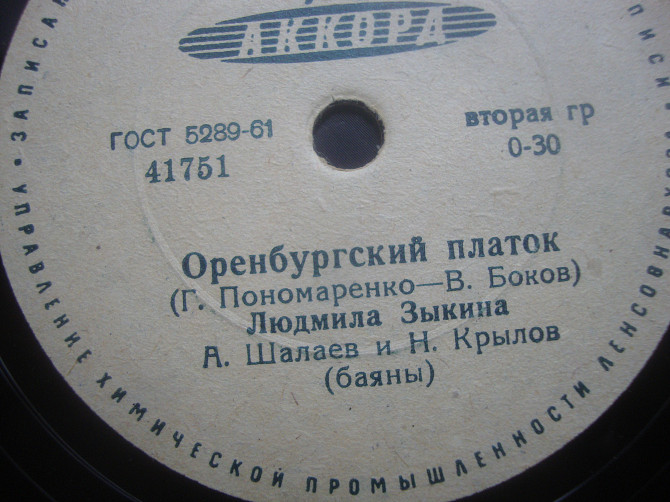 АККОРД
ГОСТ 5289-61
41751
вторая гр
0-30
Оренбургский платок
(Г. Пономаренко—В. Боков)
Людмила Зыкина
А. Шалаев и Н. Крылов
(баяны)
УПРАВЛЕНИЕ ХИМИЧЕСКОЙ ПРОМЫШЛЕННОСТИ ЛЕНСОВНАРХОЗА